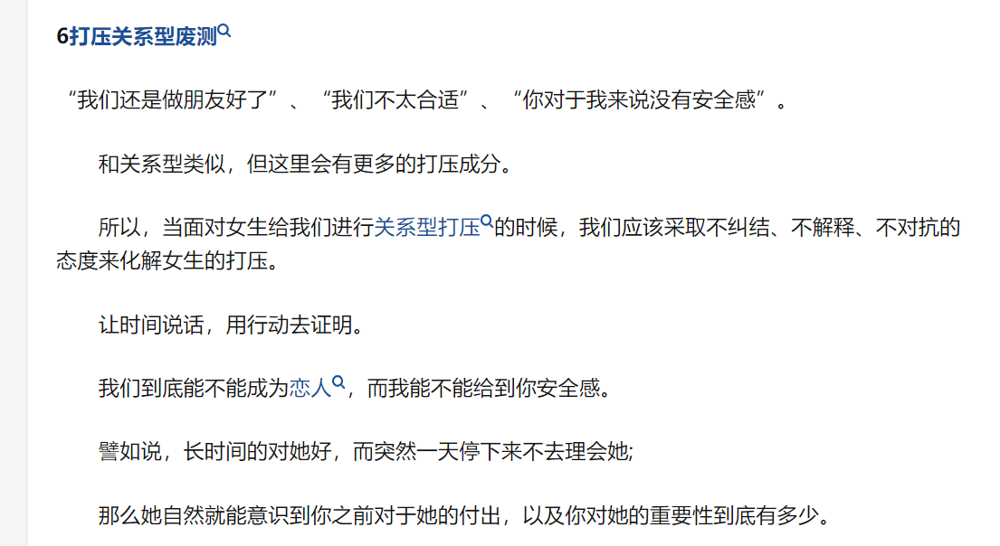 6打压关系型废测
“我们还是做朋友好了”、“我们不太合适”、“你对于我来说没有安全感”。
和关系型类似，但这里会有更多的打压成分。
所以，当面对女生给我们进行关系型打压的时候，我们应该采取不纠结、不解释、不对抗的
态度来化解女生的打压。
让时间说话，用行动去证明。
我们到底能不能成为恋人，而我能不能给到你安全感。
譬如说，长时间的对她好，而突然一天停下来不去理会她;
那么她自然就能意识到你之前对于她的付出，以及你对她的重要性到底有多少。